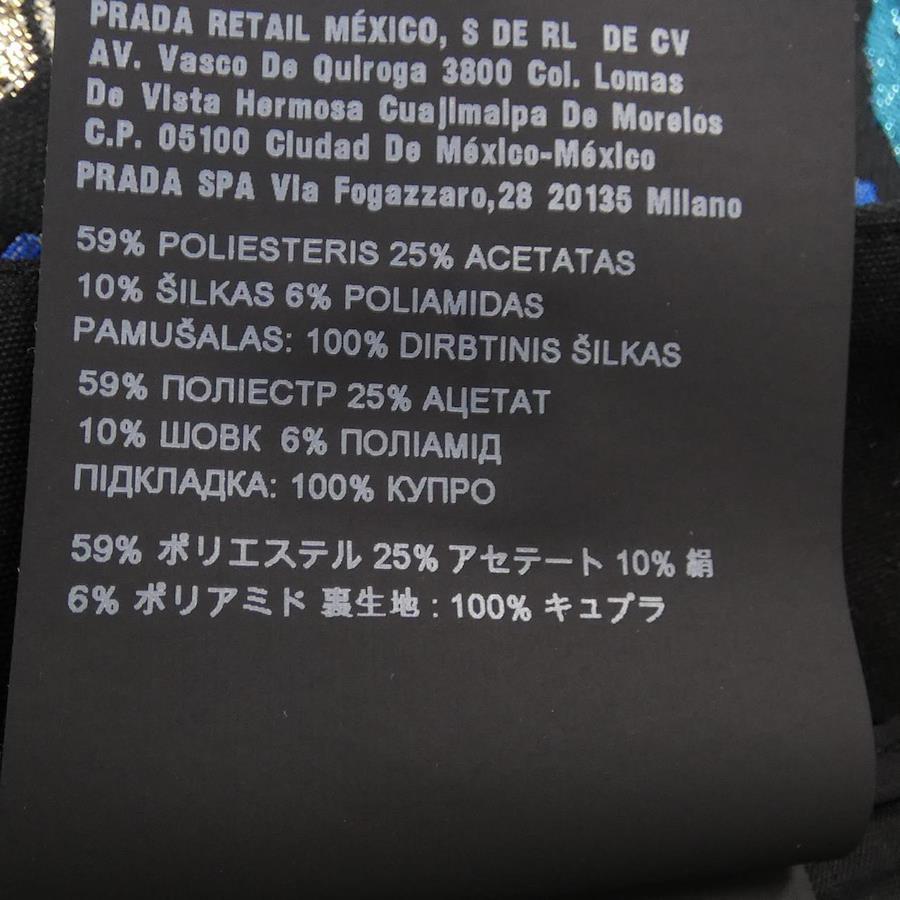 PRADA RETAIL MÉXICO, S DE RL DE CV
AV. Vasco De Quiroga 3800 Col. Lomas
De Vista Hermosa Cuajimalpa De Morelos
C.P. 05100 Ciudad De México-México
PRADA SPA Via Fogazzaro,28 20135 Milano
59% POLIESTERIS 25% ACETATAS
10% ŠILKAS 6% POLIAMIDAS
PAMUŠALAS: 100% DIRBTINIS ŠILKAS
59% ПОЛІЕСТР 25% АЦЕТАТ
10% ШОВК 6% ПОЛІАМІД
ПІДКЛАДКА: 100% КУПРО
59% ポリエステル 25% アセテート 10% 絹
6% ポリアミド 裏生地 : 100% キュプラ